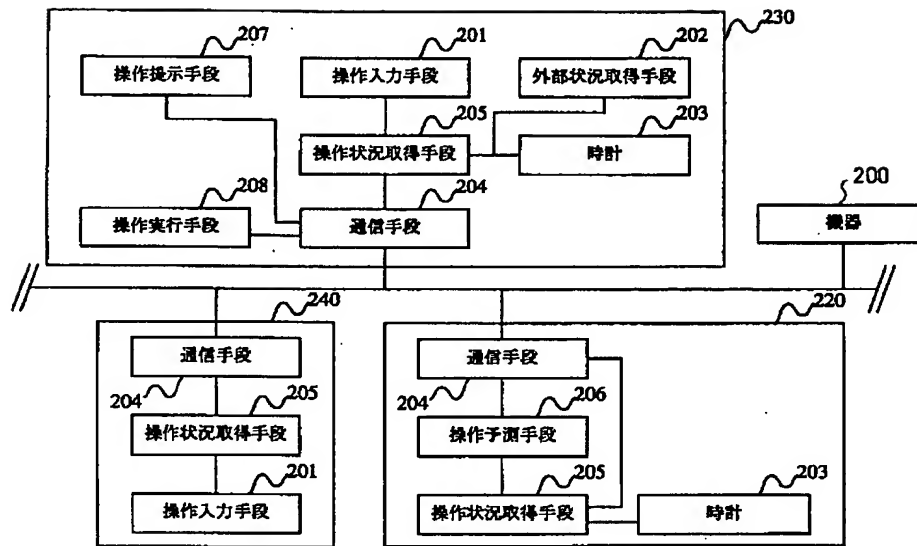 230
207
201
202
操作提示手段
操作入力手段
外部状況取得手段
205
203
操作状況取得手段
時計
208
204
200
操作実行手段
通信手段
機器
240
220
通信手段
通信手段
204
205
204
206
操作状況取得手段
操作予測手段
201
205
203
操作入力手段
操作状況取得手段
時計